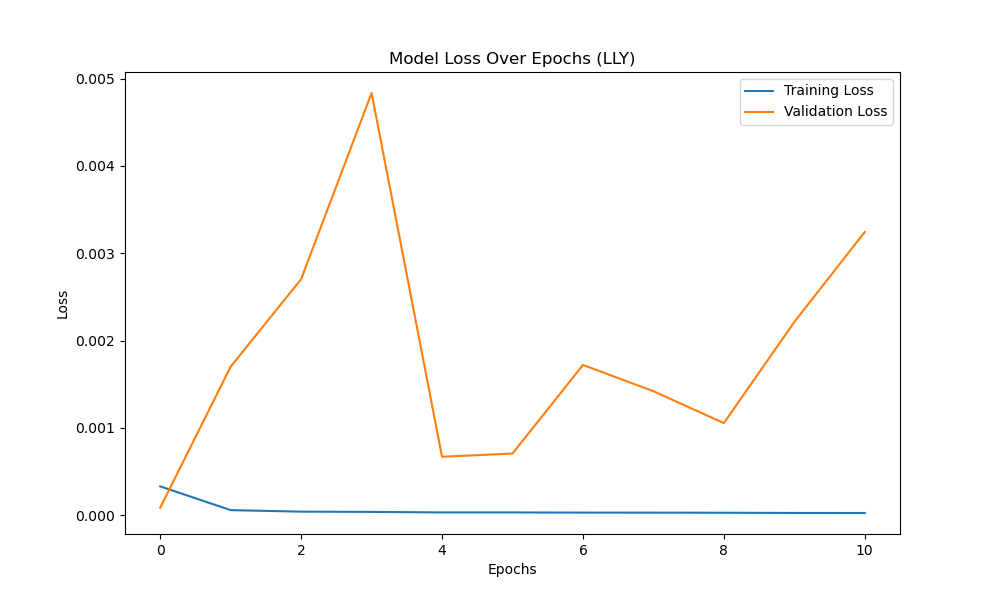 Model Loss Over Epochs (LLY)
Training Loss
Validation Loss
0.005
0.004
0.003
0.002
0.001
0.000
Loss
0 2 4 6 8 10
Epochs